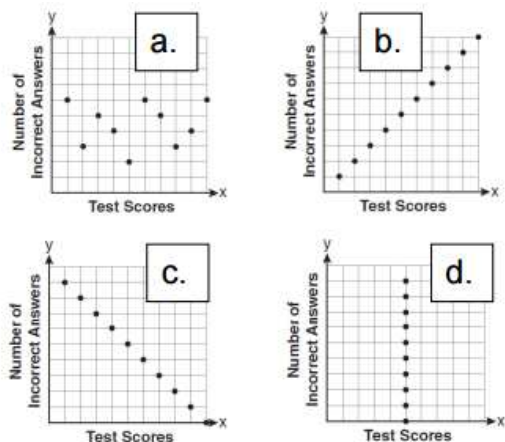 y
a.
Number of
Incorrect Answers
x
Test Scores
y
b.
Number of
Incorrect Answers
x
Test Scores
y
c.
Number of
Incorrect Answers
x
Test Scores
y
d.
Number of
Incorrect Answers
x
Test Scores